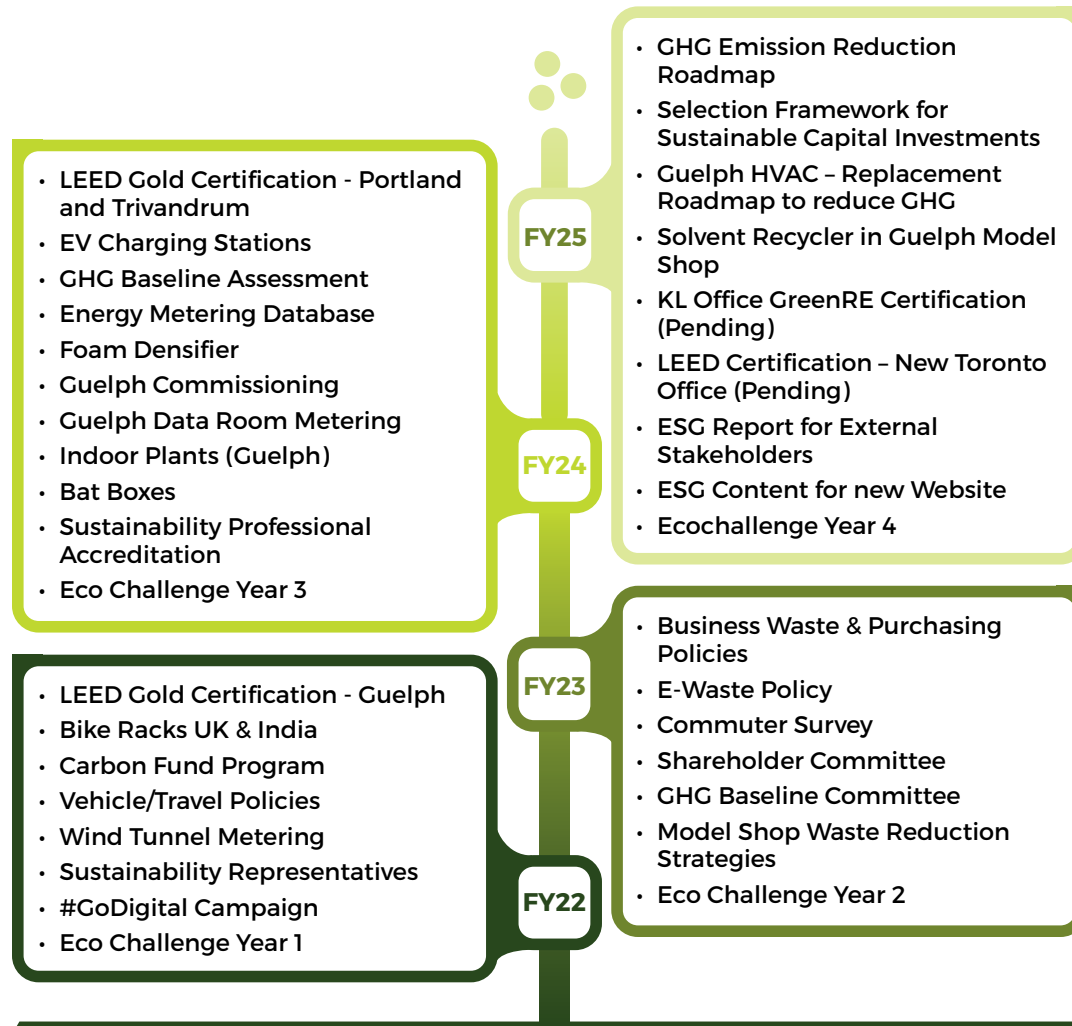 • GHG Emission Reduction
Roadmap
• Selection Framework for
Sustainable Capital Investments
• Guelph HVAC – Replacement
Roadmap to reduce GHG
• Solvent Recycler in Guelph Model
Shop
• KL Office GreenRE Certification
(Pending)
• LEED Certification – New Toronto
Office (Pending)
• ESG Report for External
Stakeholders
• ESG Content for new Website
• Ecochallenge Year 4
FY25
• LEED Gold Certification - Portland
and Trivandrum
• EV Charging Stations
• GHG Baseline Assessment
• Energy Metering Database
• Foam Densifier
• Guelph Commissioning
• Guelph Data Room Metering
• Indoor Plants (Guelph)
• Bat Boxes
• Sustainability Professional
Accreditation
• Eco Challenge Year 3
FY24
• Business Waste & Purchasing
Policies
• E-Waste Policy
• Commuter Survey
• Shareholder Committee
• GHG Baseline Committee
• Model Shop Waste Reduction
Strategies
• Eco Challenge Year 2
FY23
• LEED Gold Certification - Guelph
• Bike Racks UK & India
• Carbon Fund Program
• Vehicle/Travel Policies
• Wind Tunnel Metering
• Sustainability Representatives
• #GoDigital Campaign
• Eco Challenge Year 1
FY22